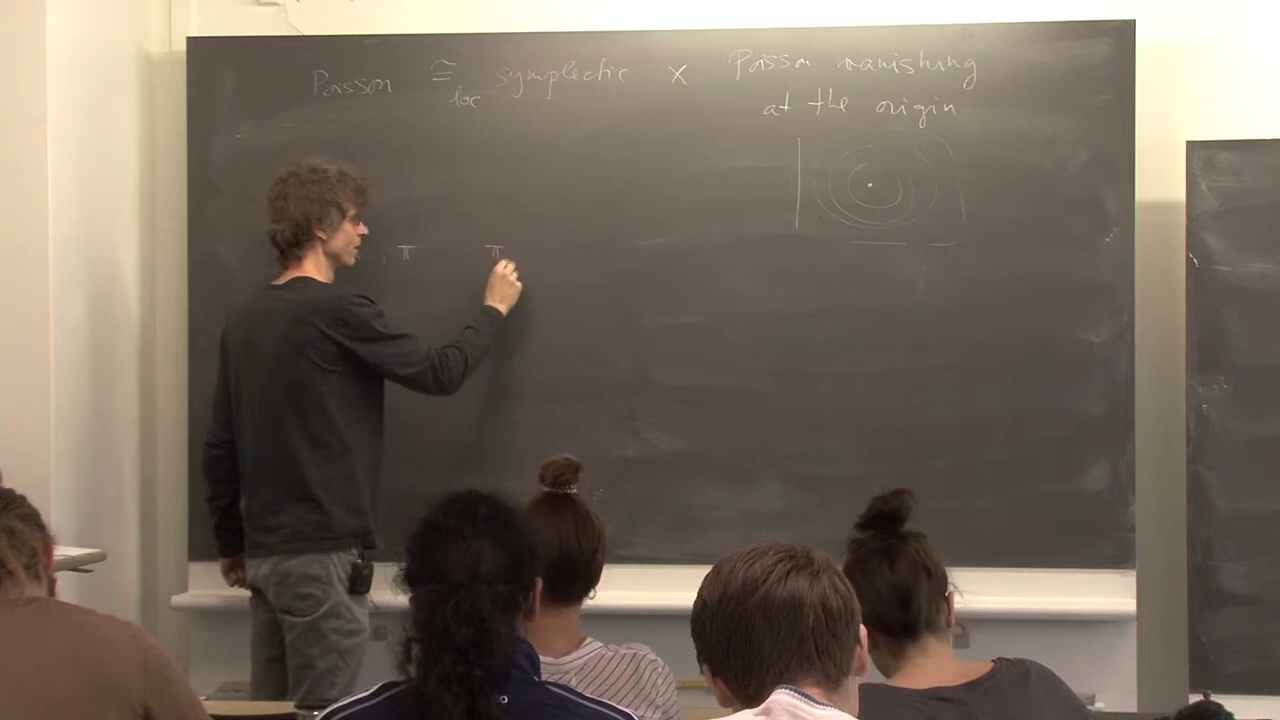 Poisson ≅ loc symplectic × Poisson vanishing
at the origin
π π